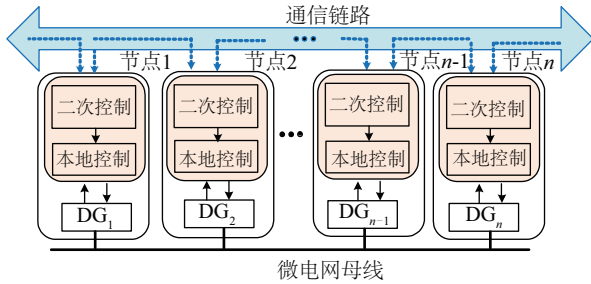 通信链路
节点1 节点2 ••• 节点n-1 节点n
二次控制 二次控制 二次控制 二次控制
•••
本地控制 本地控制 本地控制 本地控制
DG1 DG2 DGn−1 DGn
微电网母线